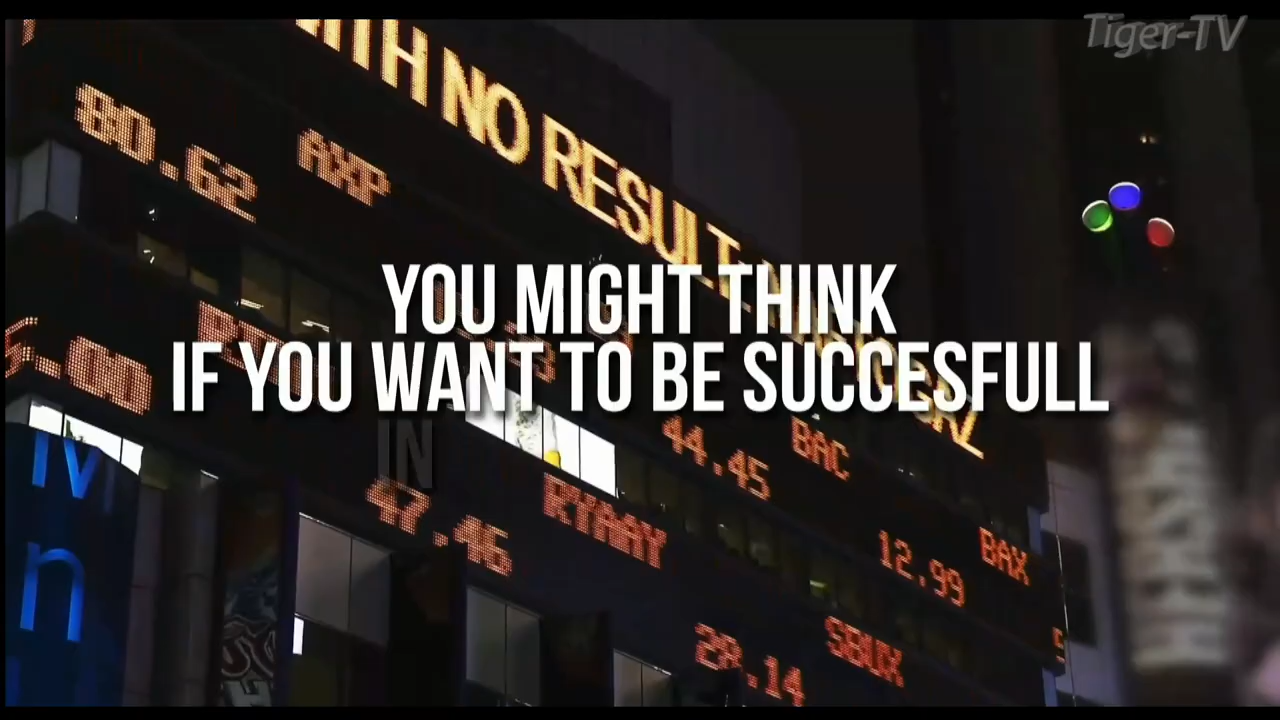 Tiger-TV
ITH NO RESULT
80.62 AXP
YOU MIGHT THINK
IF YOU WANT TO BE SUCCESFULL
IN
44.45 BAC
47.46 RYAAY
12.99 BAX
14 SBUX
n